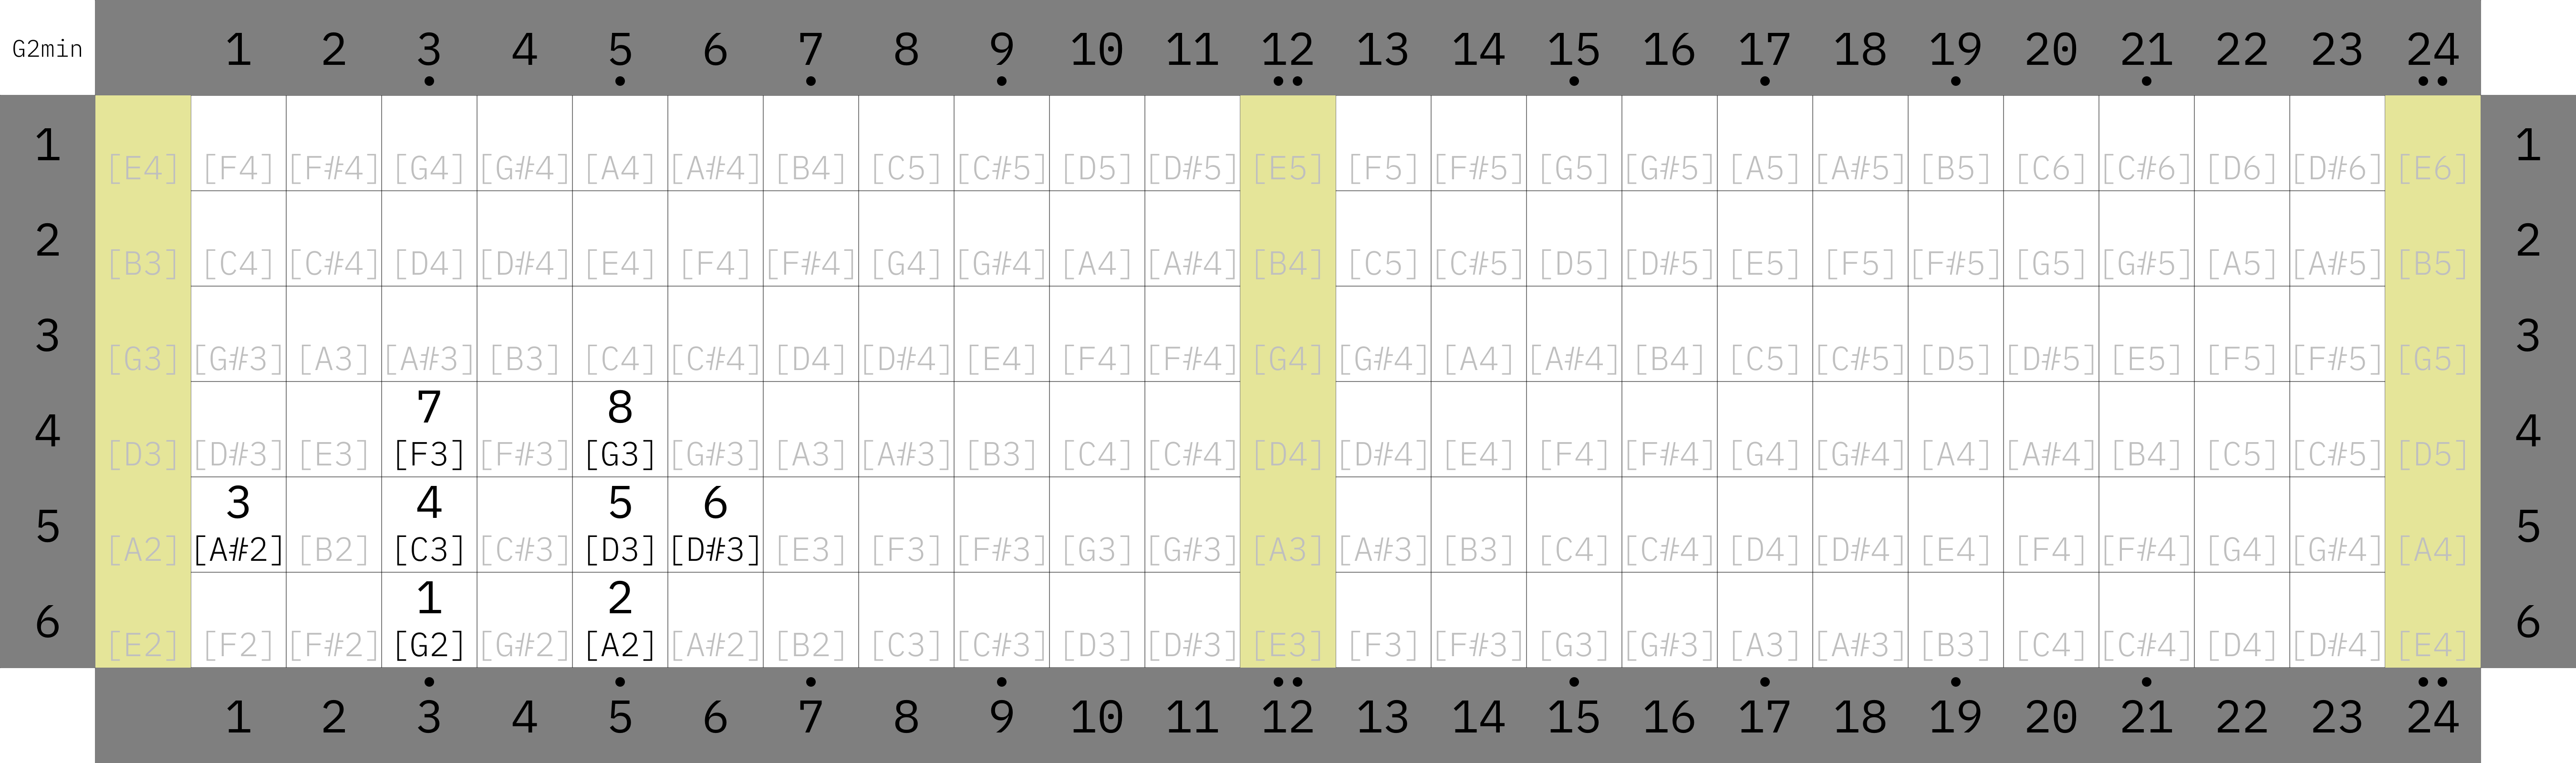 G2min 1 2 3 4 5 6 7 8 9 10 11 12 13 14 15 16 17 18 19 20 21 22 23 24
1 [E4] [F4] [F#4] [G4] [G#4] [A4] [A#4] [B4] [C5] [C#5] [D5] [D#5] [E5] [F5] [F#5] [G5] [G#5] [A5] [A#5] [B5] [C6] [C#6] [D6] [D#6] [E6] 1
2 [B3] [C4] [C#4] [D4] [D#4] [E4] [F4] [F#4] [G4] [G#4] [A4] [A#4] [B4] [C5] [C#5] [D5] [D#5] [E5] [F5] [F#5] [G5] [G#5] [A5] [A#5] [B5] 2
3 [G3] [G#3] [A3] [A#3] [B3] [C4] [C#4] [D4] [D#4] [E4] [F4] [F#4] [G4] [G#4] [A4] [A#4] [B4] [C5] [C#5] [D5] [D#5] [E5] [F5] [F#5] [G5] 3
7 8
4 [D3] [D#3] [E3] [F3] [F#3] [G3] [G#3] [A3] [A#3] [B3] [C4] [C#4] [D4] [D#4] [E4] [F4] [F#4] [G4] [G#4] [A4] [A#4] [B4] [C5] [C#5] [D5] 4
3 4 5 6
5 [A2] [A#2] [B2] [C3] [C#3] [D3] [D#3] [E3] [F3] [F#3] [G3] [G#3] [A3] [A#3] [B3] [C4] [C#4] [D4] [D#4] [E4] [F4] [F#4] [G4] [G#4] [A4] 5
1 2
6 [E2] [F2] [F#2] [G2] [G#2] [A2] [A#2] [B2] [C3] [C#3] [D3] [D#3] [E3] [F3] [F#3] [G3] [G#3] [A3] [A#3] [B3] [C4] [C#4] [D4] [D#4] [E4] 6
1 2 3 4 5 6 7 8 9 10 11 12 13 14 15 16 17 18 19 20 21 22 23 24